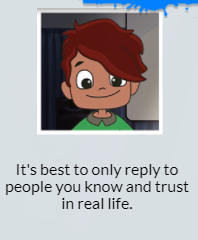 It's best to only reply to
people you know and trust
in real life.